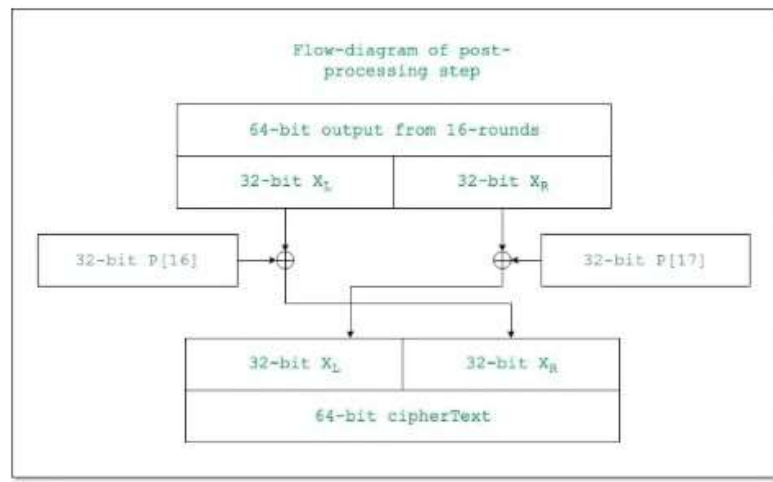 Flow-diagram of post-
processing step
64-bit output from 16-rounds
32-bit XL 32-bit XR
32-bit P[16] 32-bit P[17]
32-bit XL 32-bit XR
64-bit cipherText